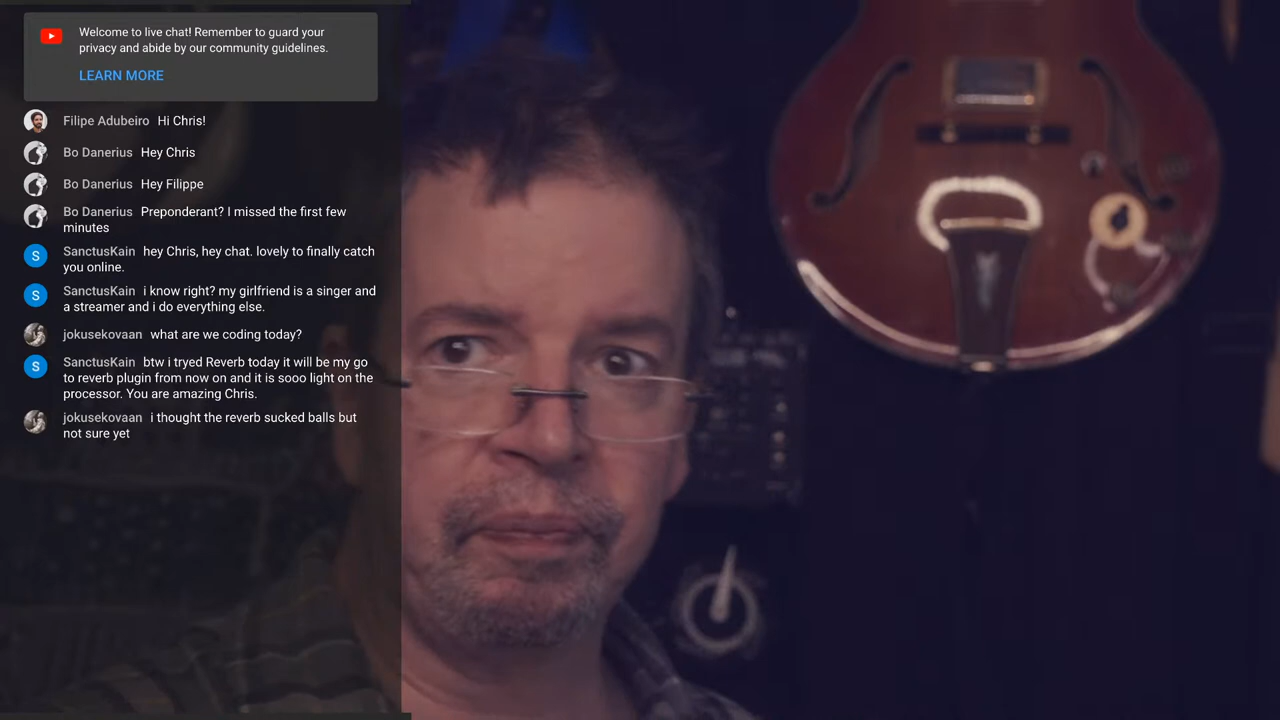 Welcome to live chat! Remember to guard your
privacy and abide by our community guidelines.
LEARN MORE
Filipe Adubeiro Hi Chris!
Bo Danerius Hey Chris
Bo Danerius Hey Filippe
Bo Danerius Preponderant? I missed the first few
minutes
S SanctusKain hey Chris, hey chat. lovely to finally catch
you online.
S SanctusKain i know right? my girlfriend is a singer and
a streamer and i do everything else.
jokusekovaan what are we coding today?
S SanctusKain btw i tryed Reverb today it will be my go
to reverb plugin from now on and it is sooo light on the
processor. You are amazing Chris.
jokusekovaan i thought the reverb sucked balls but
not sure yet